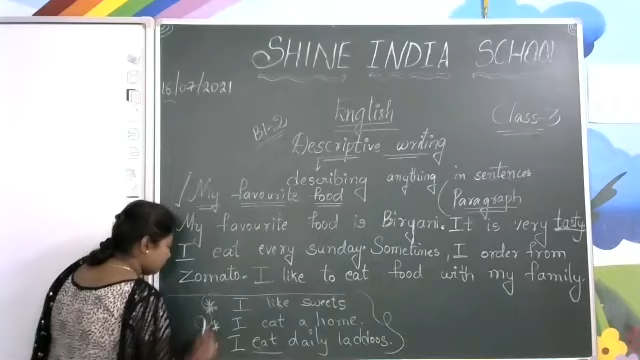 SHINE INDIA SCHOOL
15/07/2021
English
Class-3
Bl-2
Descriptive writing
describing anything in sentences
My favourite food
Paragraph
My favourite food is Biryani. It is very tasty
I eat every sunday. Sometimes, I order from
Zomato. I like to eat food with my family.
I like sweets
I eat a home.
I eat daily laddoos.